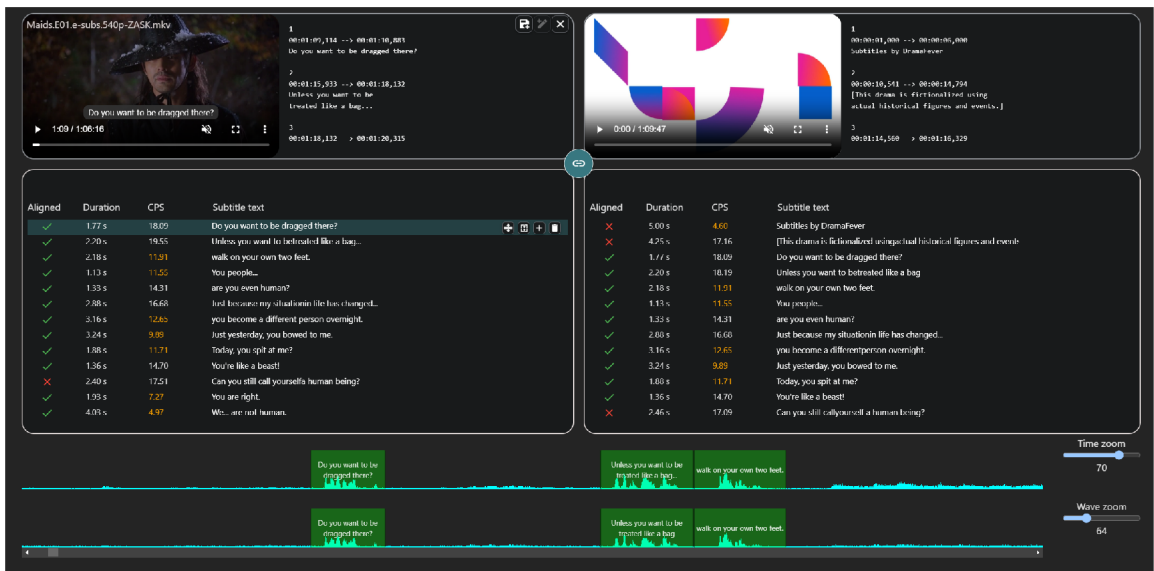 Maids.E01.e-subs.540p-ZASK.mkv
Do you want to be dragged there?
1:09 / 1:06:16
1
00:01:09,114 --> 00:01:10,883
Do you want to be dragged there?
2
00:01:15,933 --> 00:01:18,132
Unless you want to be
treated like a bag...
3
00:01:18,132 --> 00:01:20,315
0:00 / 1:09:47
1
00:00:01,000 --> 00:00:06,000
Subtitles by DramaFever
2
00:00:10,541 --> 00:00:14,794
[This drama is fictionalized using
actual historical figures and events.]
3
00:01:14,560 --> 00:01:16,329
Aligned Duration CPS Subtitle text
1.77 s 18.09 Do you want to be dragged there?
2.20 s 19.55 Unless you want to betreated like a bag...
2.18 s 11.91 walk on your own two feet.
1.13 s 11.55 You people...
1.33 s 14.31 are you even human?
2.88 s 16.68 Just because my situationin life has changed...
3.16 s 12.65 you become a different person overnight.
3.24 s 9.89 Just yesterday, you bowed to me.
1.88 s 11.71 Today, you spit at me?
1.36 s 14.70 You're like a beast!
2.40 s 17.51 Can you still call yourselfa human being?
1.93 s 7.27 You are right.
4.03 s 4.97 We... are not human.
Aligned Duration CPS Subtitle text
5.00 s 4.60 Subtitles by DramaFever
4.25 s 17.16 [This drama is fictionalized usingactual historical figures and events
1.77 s 18.09 Do you want to be dragged there?
2.20 s 18.19 Unless you want to betreated like a bag
2.18 s 11.91 walk on your own two feet.
1.13 s 11.55 You people...
1.33 s 14.31 are you even human?
2.88 s 16.68 Just because my situationin life has changed...
3.16 s 12.65 you become a differentperson overnight.
3.24 s 9.89 Just yesterday, you bowed to me.
1.88 s 11.71 Today, you spit at me?
1.36 s 14.70 You're like a beast!
2.46 s 17.09 Can you still callyourself a human being?
Do you want to be
dragged there?
Unless you want to be
treated like a bag...
walk on your own two feet.
Time zoom
70
Do you want to be
dragged there?
Unless you want to be
treated like a bag
walk on your own two feet.
Wave zoom
64